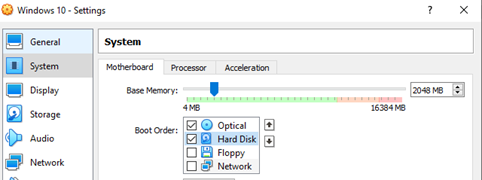 Windows 10 - Settings
General
System
Display
Storage
Audio
Network
System
Motherboard Processor Acceleration
Base Memory: 2048 MB
4 MB 16384 MB
Boot Order: Optical
Hard Disk
Floppy
Network